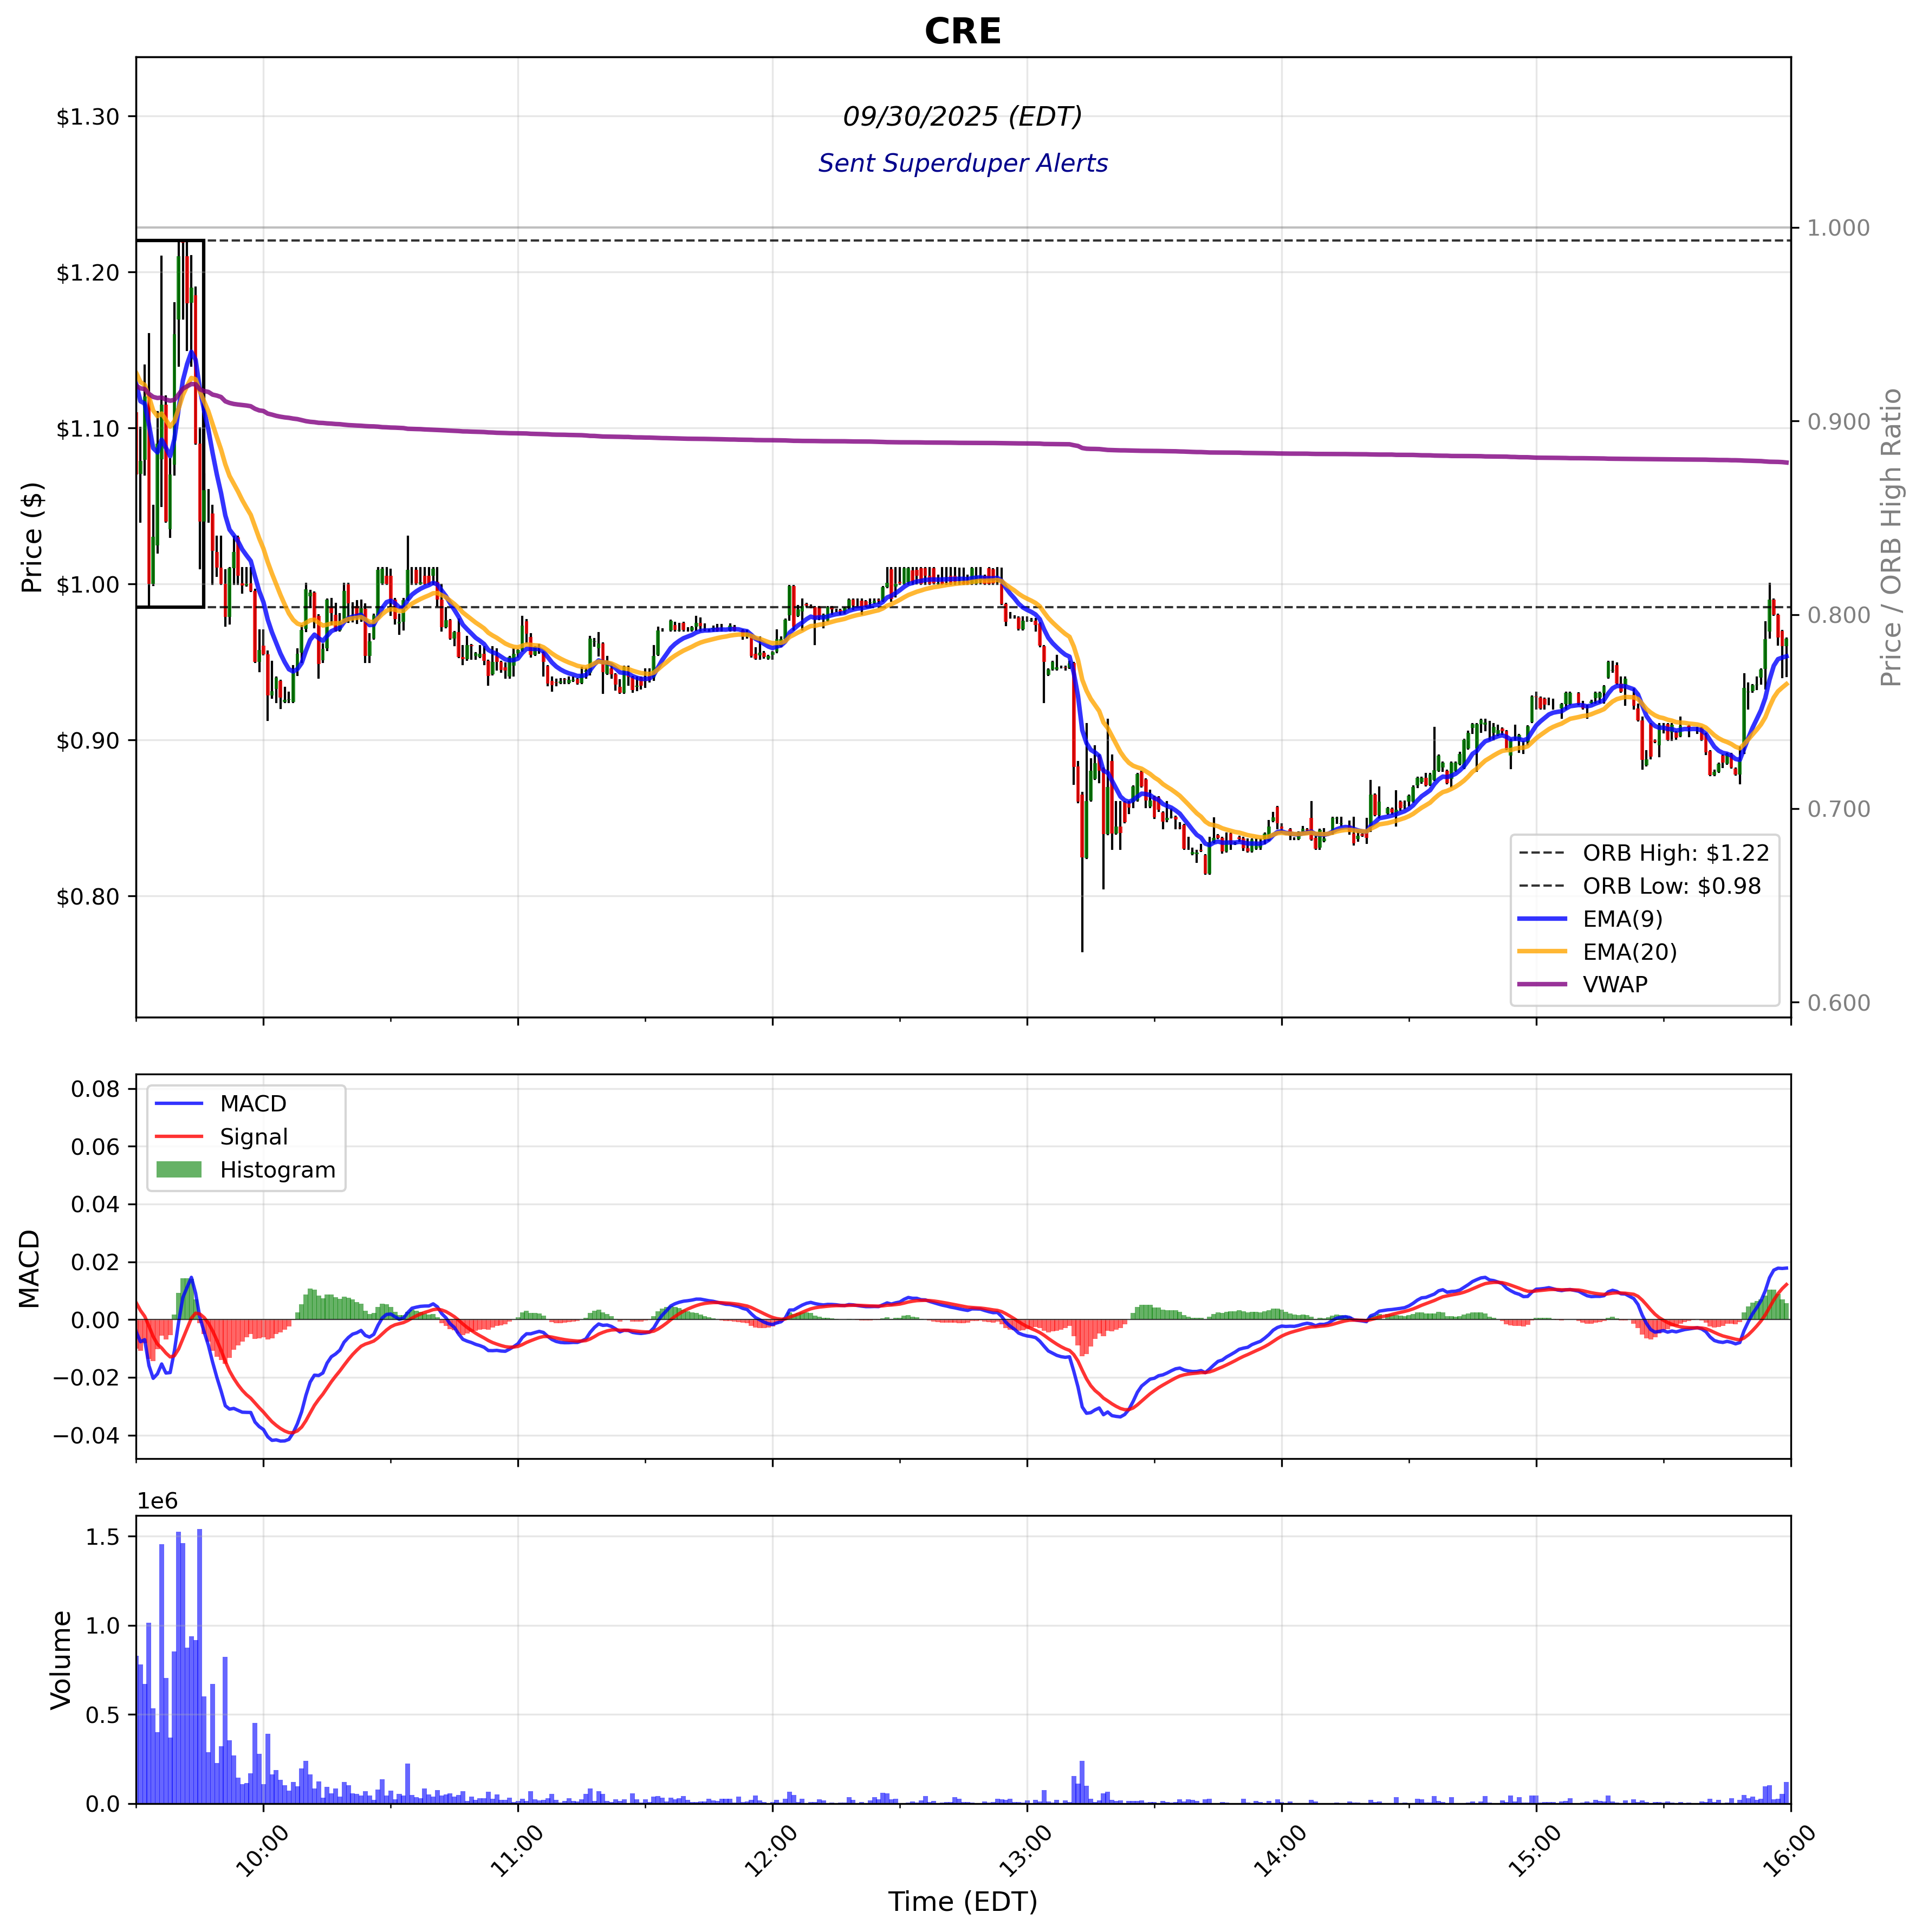 CRE
09/30/2025 (EDT)
Sent Superduper Alerts
Price ($)
$1.30
$1.20
$1.10
$1.00
$0.90
$0.80
1.000
0.900
0.800
0.700
0.600
Price / ORB High Ratio
ORB High: $1.22
ORB Low: $0.98
EMA(9)
EMA(20)
VWAP
MACD
0.08
0.06
0.04
0.02
0.00
−0.02
−0.04
MACD
Signal
Histogram
1e6
Volume
1.5
1.0
0.5
0.0
10:00
11:00
12:00
13:00
14:00
15:00
16:00
Time (EDT)